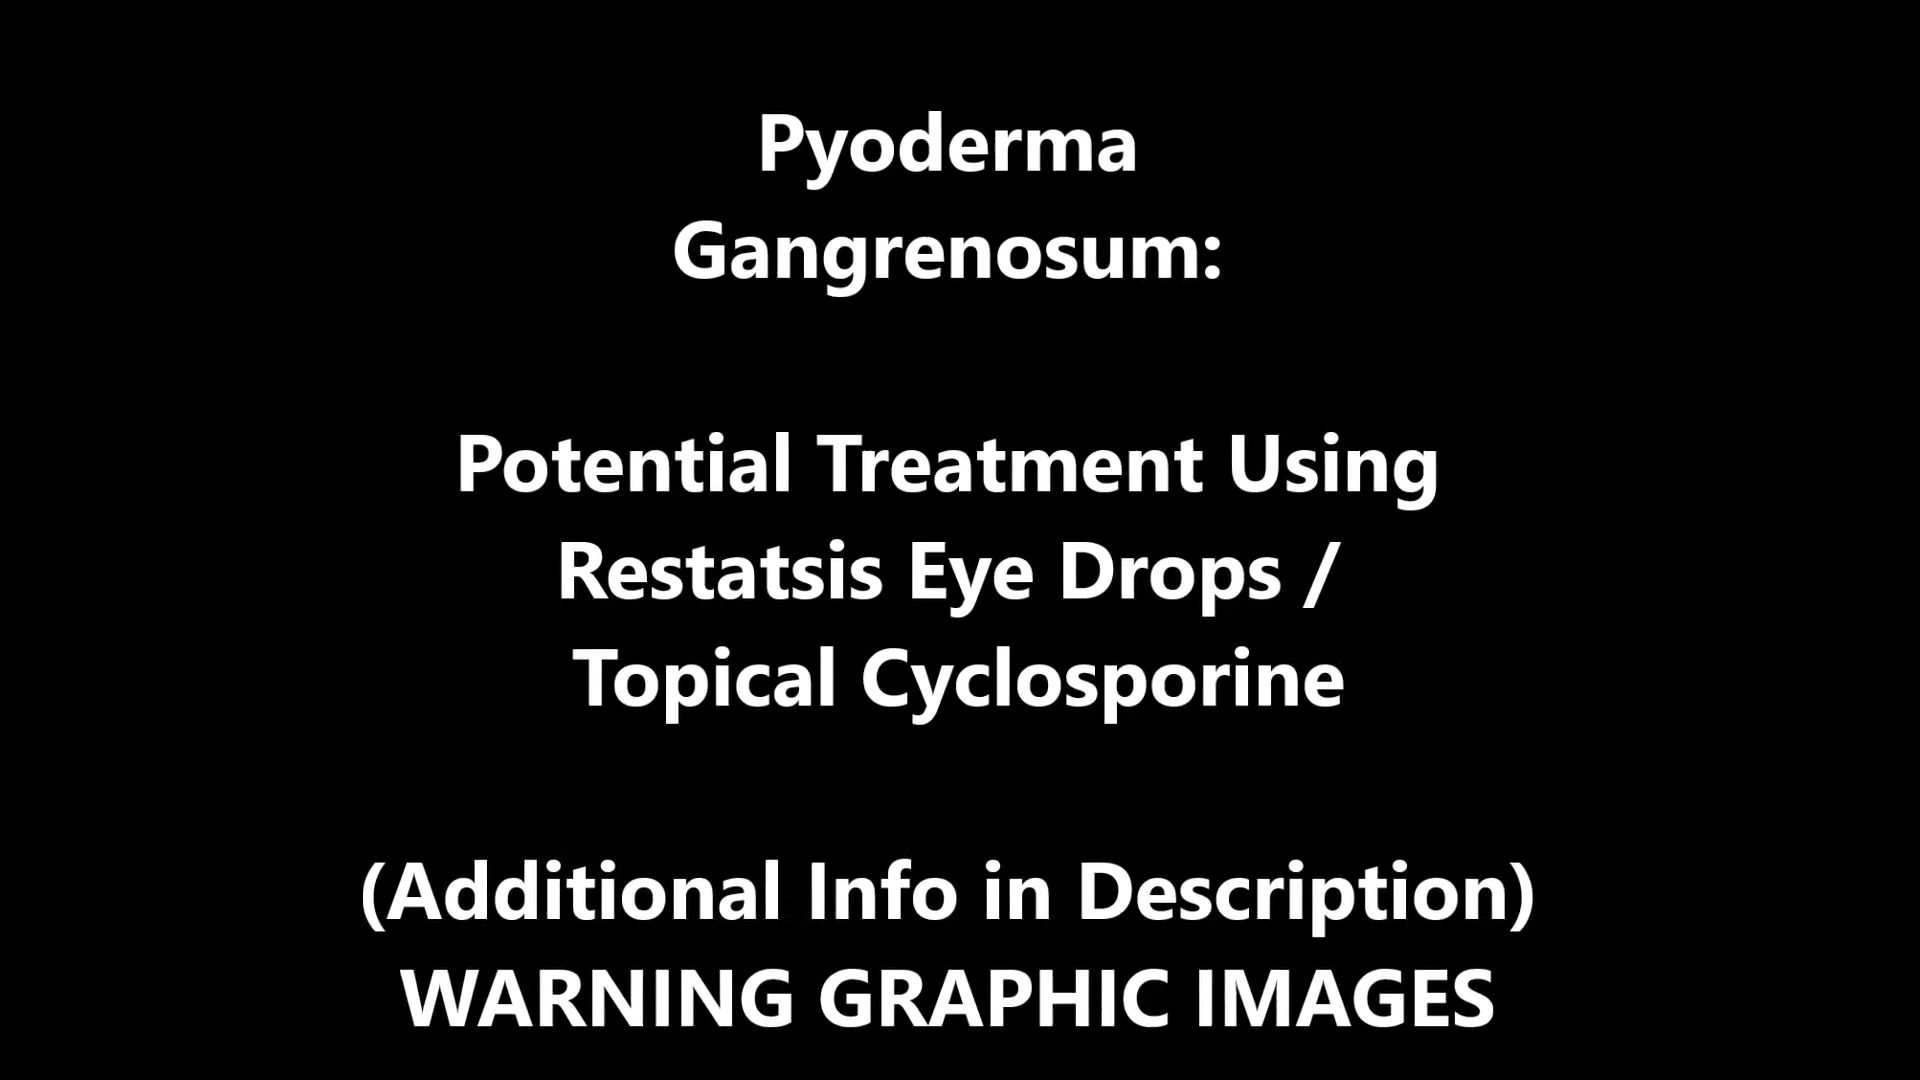 Pyoderma
Gangrenosum:
Potential Treatment Using
Restatsis Eye Drops /
Topical Cyclosporine
(Additional Info in Description)
WARNING GRAPHIC IMAGES